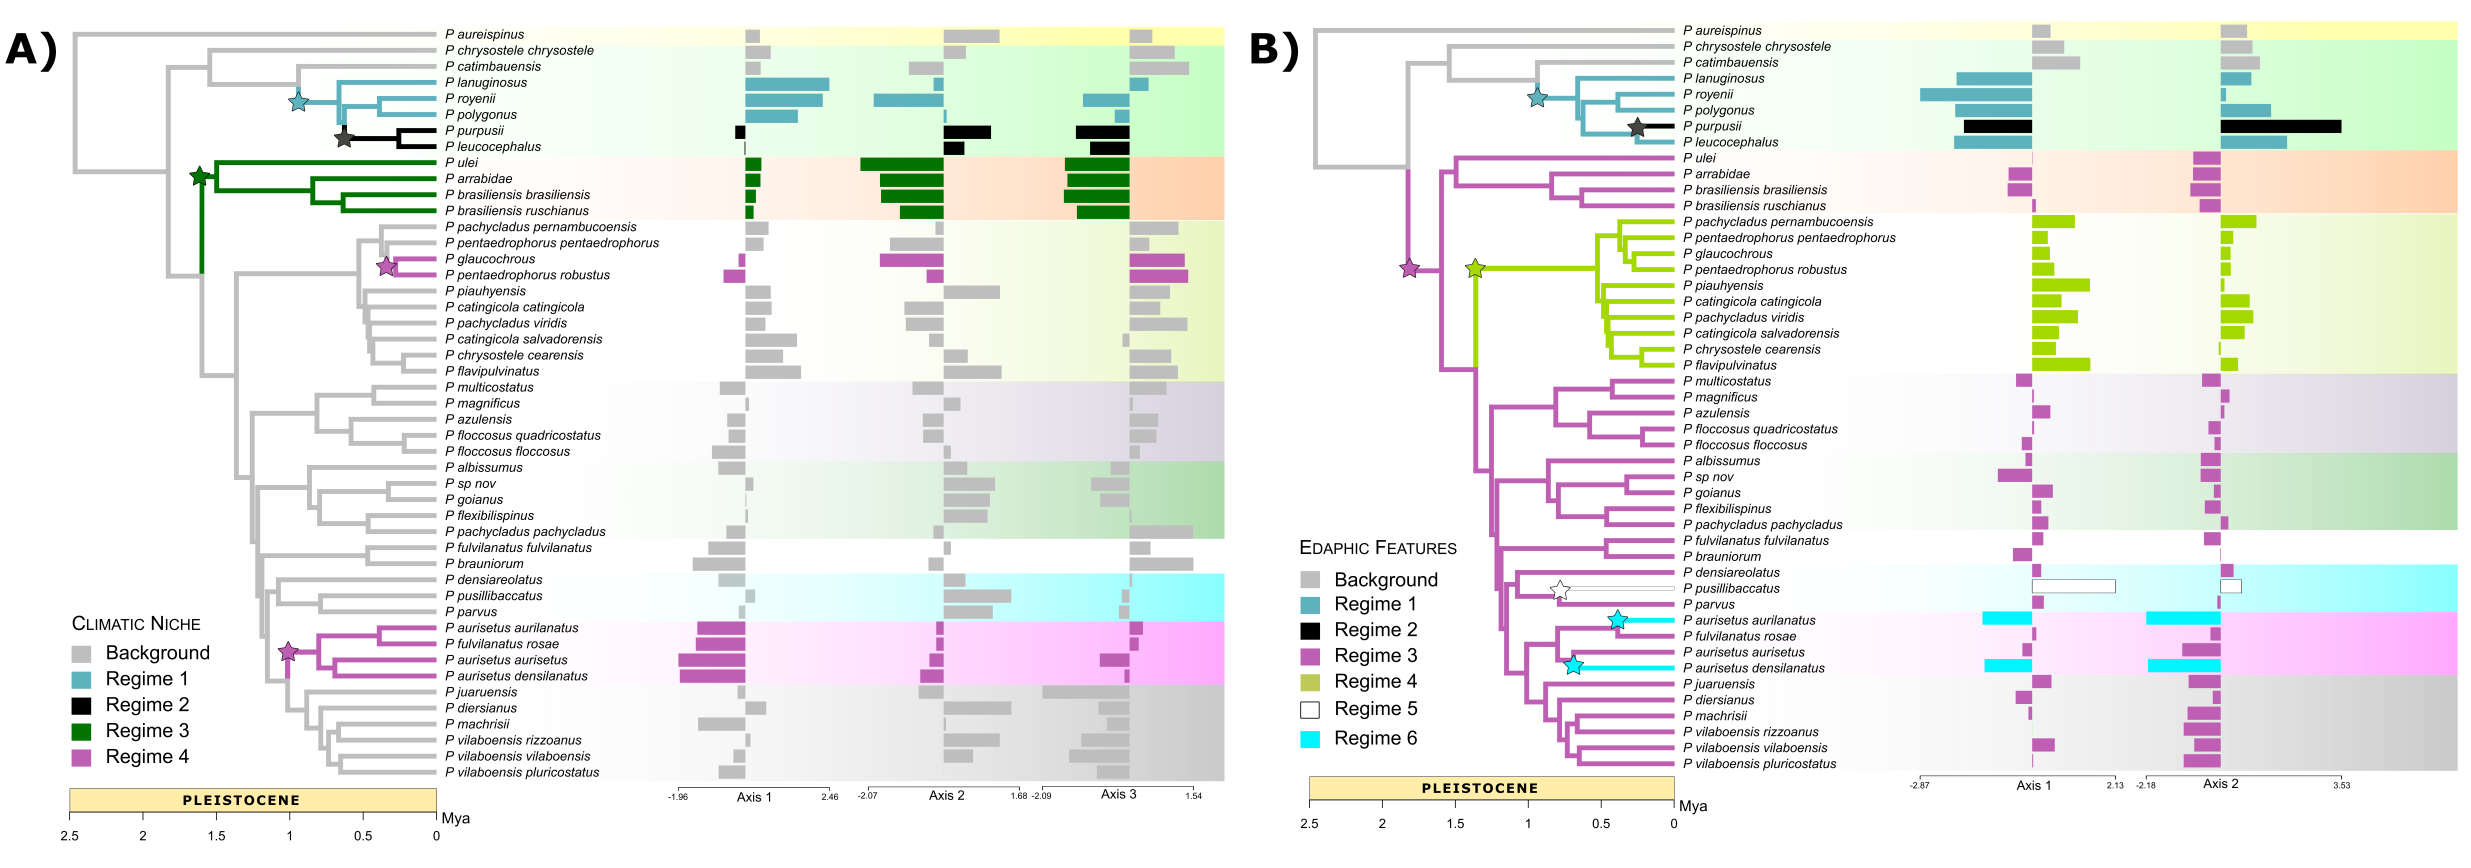 A)
P aureispinus
P chrysostele chrysostele
P catimbauensis
P lanuginosus
P royenii
P polygonus
P purpusii
P leucocephalus
P ulei
P arrabidae
P brasiliensis brasiliensis
P brasiliensis ruschianus
P pachycladus pernambucoensis
P pentaedrophorus pentaedrophorus
P glaucochrous
P pentaedrophorus robustus
P piauhyensis
P catingicola catingicola
P pachycladus viridis
P catingicola salvadorensis
P chrysostele cearensis
P flavipulvinatus
P multicostatus
P magnificus
P azulensis
P floccosus quadricostatus
P floccosus floccosus
P albissumus
P sp nov
P goianus
P flexibilispinus
P pachycladus pachycladus
P fulvilanatus fulvilanatus
P brauniorum
P densiareolatus
P pusillibaccatus
P parvus
P aurisetus aurilanatus
P fulvilanatus rosae
P aurisetus aurisetus
P aurisetus densilanatus
P juaruensis
P diersianus
P machrisii
P vilaboensis rizzoanus
P vilaboensis vilaboensis
P vilaboensis pluricostatus
CLIMATIC NICHE
Background
Regime 1
Regime 2
Regime 3
Regime 4
PLEISTOCENE
Mya
2.5 2 1.5 1 0.5 0
-1.96 Axis 1 2.46
-2.07 Axis 2 1.68
-2.09 Axis 3 1.54
B)
P aureispinus
P chrysostele chrysostele
P catimbauensis
P lanuginosus
P royenii
P polygonus
P purpusii
P leucocephalus
P ulei
P arrabidae
P brasiliensis brasiliensis
P brasiliensis ruschianus
P pachycladus pernambucoensis
P pentaedrophorus pentaedrophorus
P glaucochrous
P pentaedrophorus robustus
P piauhyensis
P catingicola catingicola
P pachycladus viridis
P catingicola salvadorensis
P chrysostele cearensis
P flavipulvinatus
P multicostatus
P magnificus
P azulensis
P floccosus quadricostatus
P floccosus floccosus
P albissumus
P sp nov
P goianus
P flexibilispinus
P pachycladus pachycladus
P fulvilanatus fulvilanatus
P brauniorum
P densiareolatus
P pusillibaccatus
P parvus
P aurisetus aurilanatus
P fulvilanatus rosae
P aurisetus aurisetus
P aurisetus densilanatus
P juaruensis
P diersianus
P machrisii
P vilaboensis rizzoanus
P vilaboensis vilaboensis
P vilaboensis pluricostatus
EDAPHIC FEATURES
Background
Regime 1
Regime 2
Regime 3
Regime 4
Regime 5
Regime 6
PLEISTOCENE
Mya
2.5 2 1.5 1 0.5 0
-2.87 Axis 1 2.13
-2.18 Axis 2 3.53